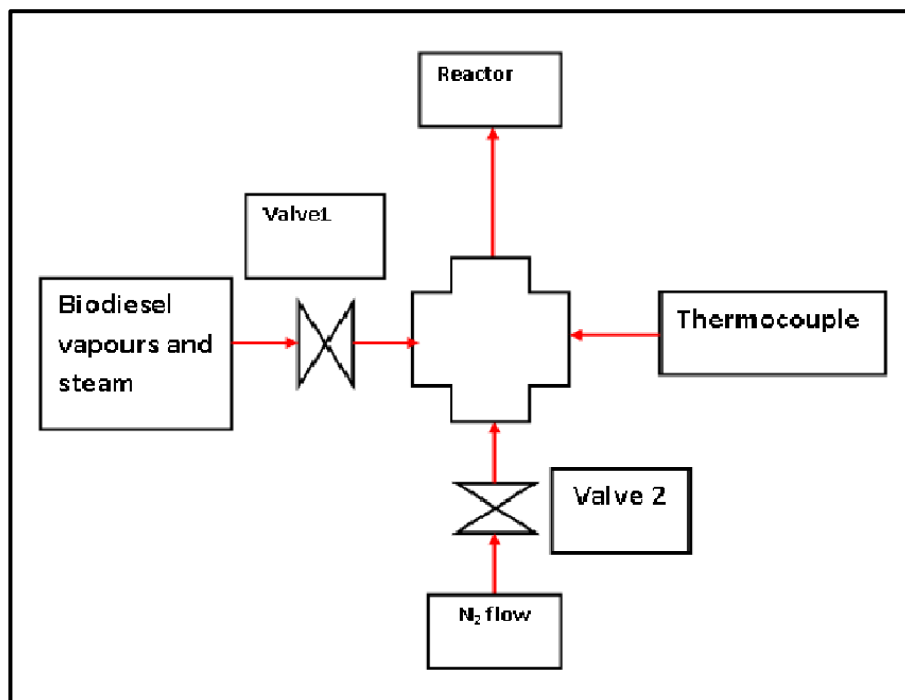 Reactor
Valve1
Biodiesel
vapours and
steam
Thermocouple
Valve 2
N₂ flow